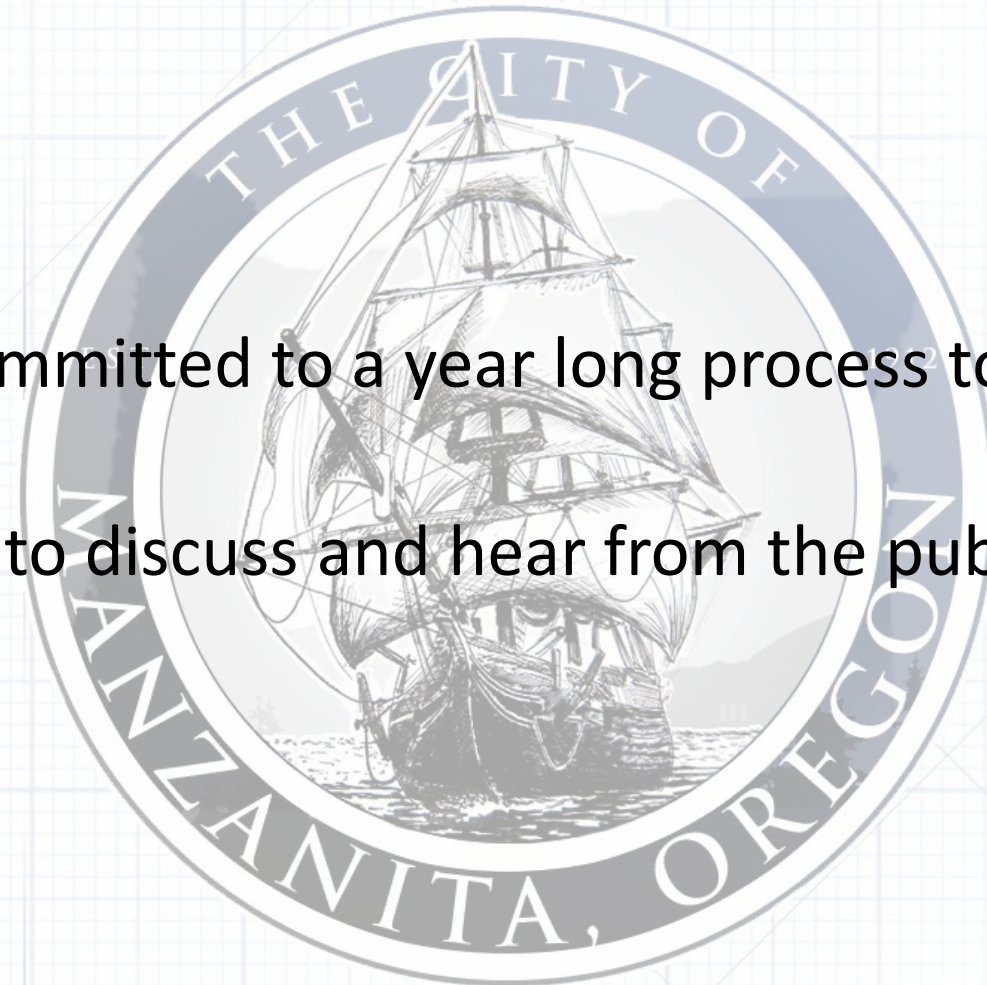 THE CITY OF
mmitted to a year long process to
to discuss and hear from the pub
MANZANITA, OREGON